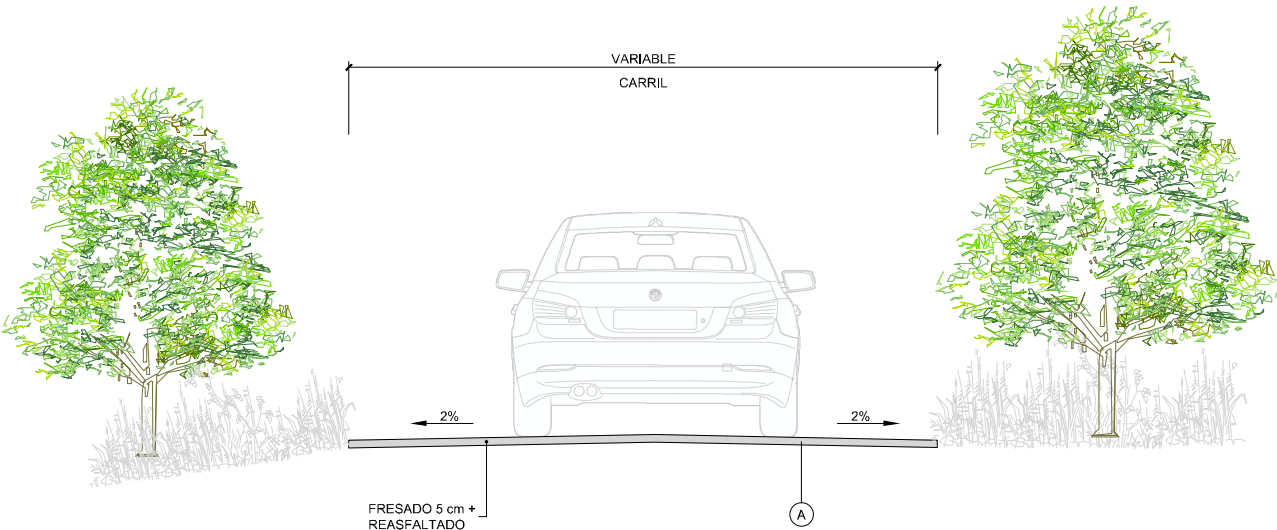 VARIABLE
CARRIL
2%
2%
FRESADO 5 cm +
REASFALTADO
A